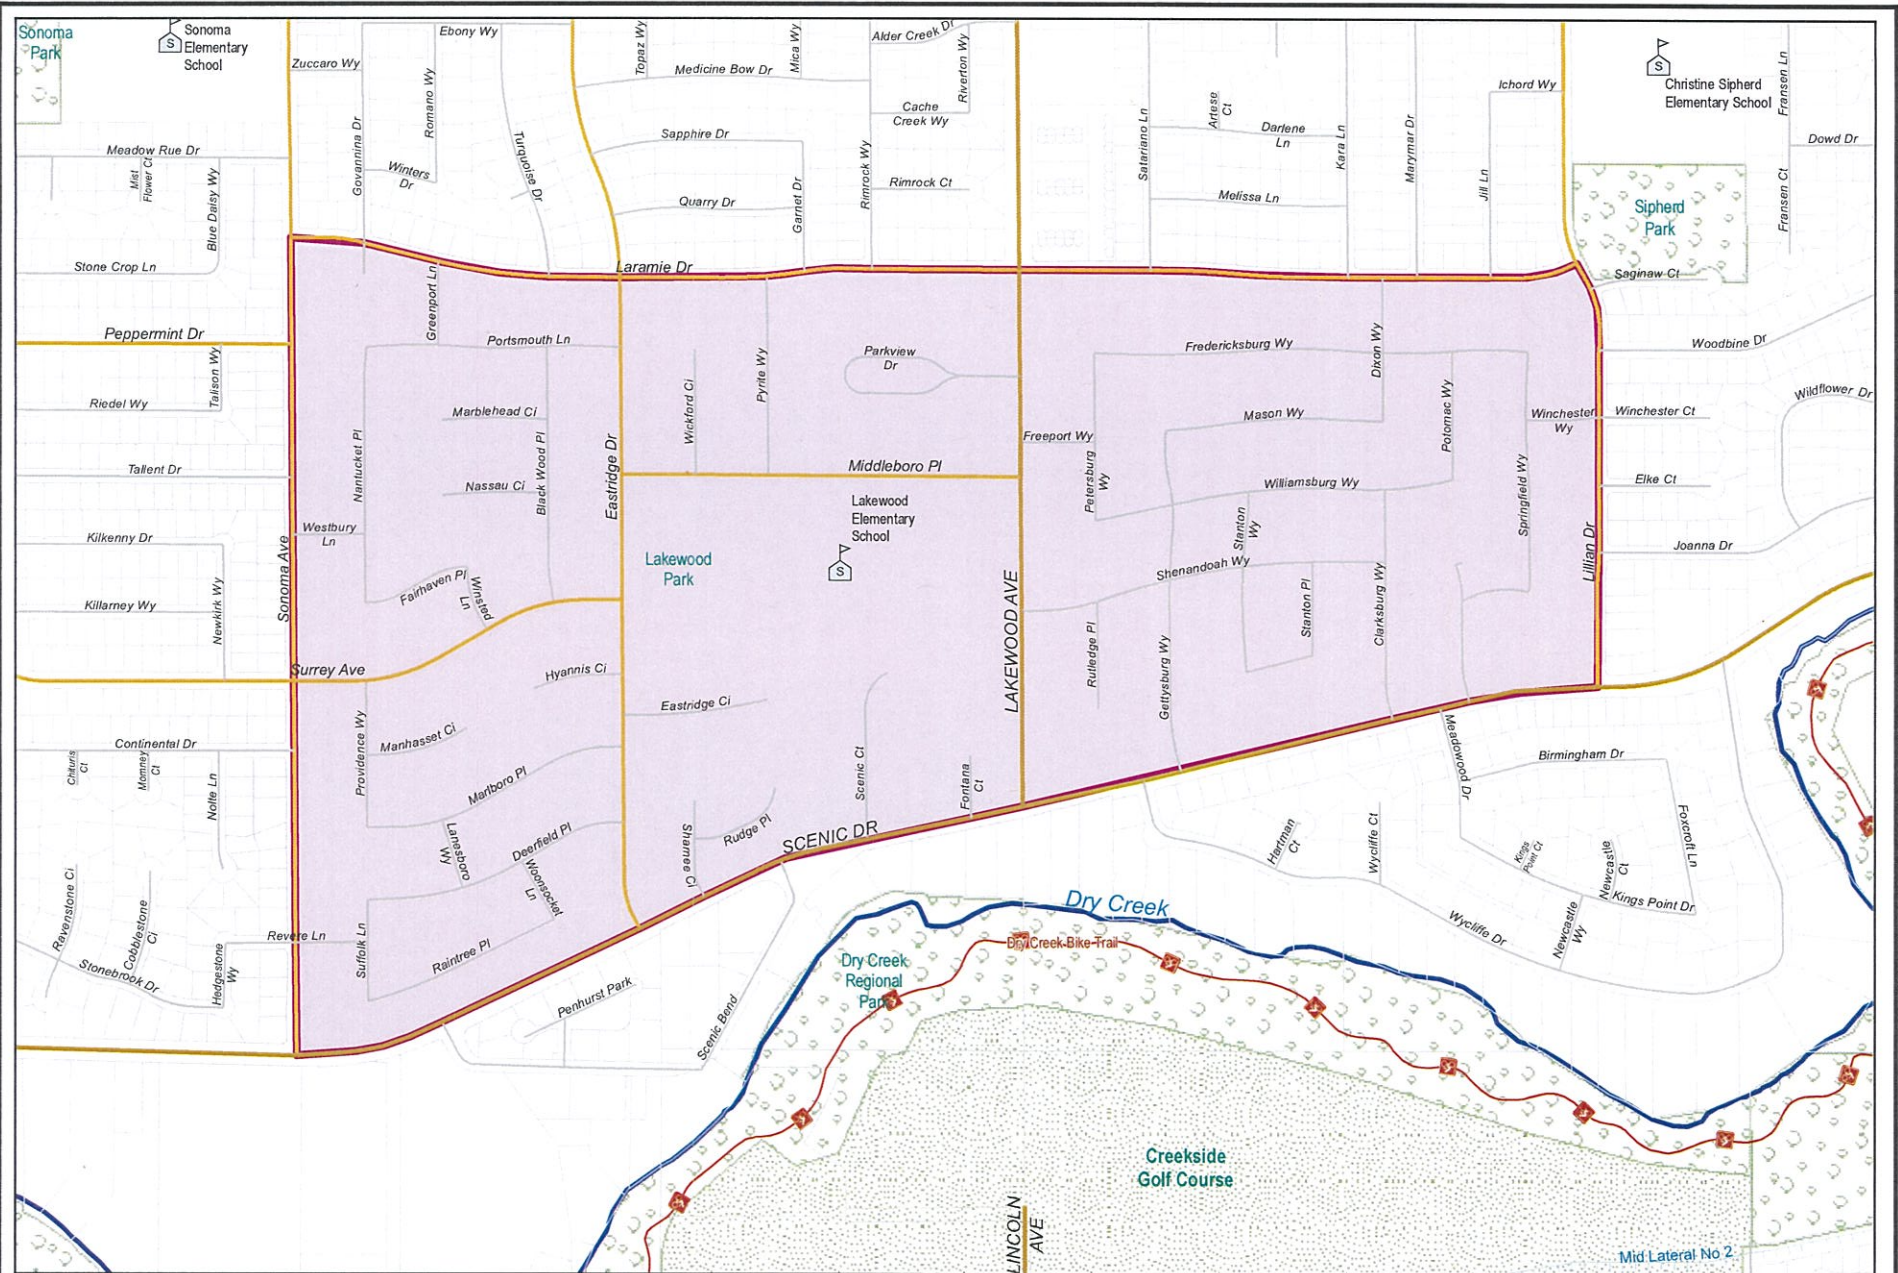 Sonoma
Park
S
Sonoma
Elementary
School
Zuccaro Wy
Ebony Wy
Romano Wy
Govannina Dr
Winters
Dr
Turquoise Dr
Topaz Wy
Mica Wy
Medicine Bow Dr
Sapphire Dr
Quarry Dr
Garnet Dr
Alder Creek Dr
Riverton Wy
Cache
Creek Wy
Rimrock Wy
Rimrock Ct
Sattariano Ln
Artese
Ct
Darlene
Ln
Kara Ln
Melissa Ln
Marymar Dr
Jill Ln
Ichord Wy
S
Christine Sipherd
Elementary School
Fransen Ln
Dowd Dr
Fransen Ct
Sipherd
Park
Saginaw Ct
Meadow Rue Dr
Mist
Flower Ct
Blue Daisy Wy
Stone Crop Ln
Peppermint Dr
Talison Wy
Riedel Wy
Tallent Dr
Kilkenny Dr
Killarney Wy
Newkirk Wy
Sonoma Ave
Laramie Dr
Greenport Ln
Portsmouth Ln
Nantucket Pl
Marblehead Ci
Black Wood Pl
Nassau Ci
Westbury
Ln
Fairhaven Pl
Winsted
Ln
Eastridge Dr
Wickford Ci
Pyrite Wy
Parkview
Dr
Middleboro Pl
Lakewood
Elementary
School
S
Lakewood
Park
LAKEWOOD AVE
Freeport Wy
Petersburg
Wy
Fredericksburg Wy
Dixon Wy
Mason Wy
Potomac Wy
Williamsburg Wy
Winchester
Wy
Winchester Ct
Springfield Wy
Stanton
Wy
Shenandoah Wy
Stanton Pl
Clarksburg Wy
Rutledge Pl
Gettysburg Wy
Lillian Dr
Woodbine Dr
Wildflower Dr
Elke Ct
Joanna Dr
Surrey Ave
Hyannis Ci
Eastridge Ci
Providence Wy
Manhasset Ci
Marlboro Pl
Lanesboro
Wy
Deerfield Pl
Woonsocket
Ln
Suffolk Ln
Raintree Pl
Revere Ln
Continental Dr
Chituris
Ct
Momney
Ct
Nolte Ln
Ravenstone Ci
Cobblestone
Ci
Stonebrook Dr
Hedgestone
Wy
Shamee Ci
Rudge Pl
Scenic Ct
Fontana
Ct
SCENIC DR
Penhurst Park
Scenic Bend
Meadowood Dr
Birmingham Dr
Foxcroft Ln
Hartman
Ct
Wycliffe Ct
Kings
Point Ct
Newcastle
Ct
Kings Point Dr
Newcastle
Wy
Wycliffe Dr
Dry Creek
Dry Creek Bike Trail
Dry Creek
Regional
Park
Creekside
Golf Course
LINCOLN
AVE
Mid Lateral No 2